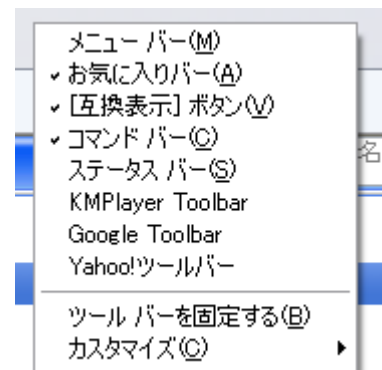 メニュー バー(M)
お気に入りバー(A)
[互換表示] ボタン(V)
コマンド バー(C)
ステータス バー(S)
KMPlayer Toolbar
Google Toolbar
Yahoo!ツールバー
ツール バーを固定する(B)
カスタマイズ(C)
名